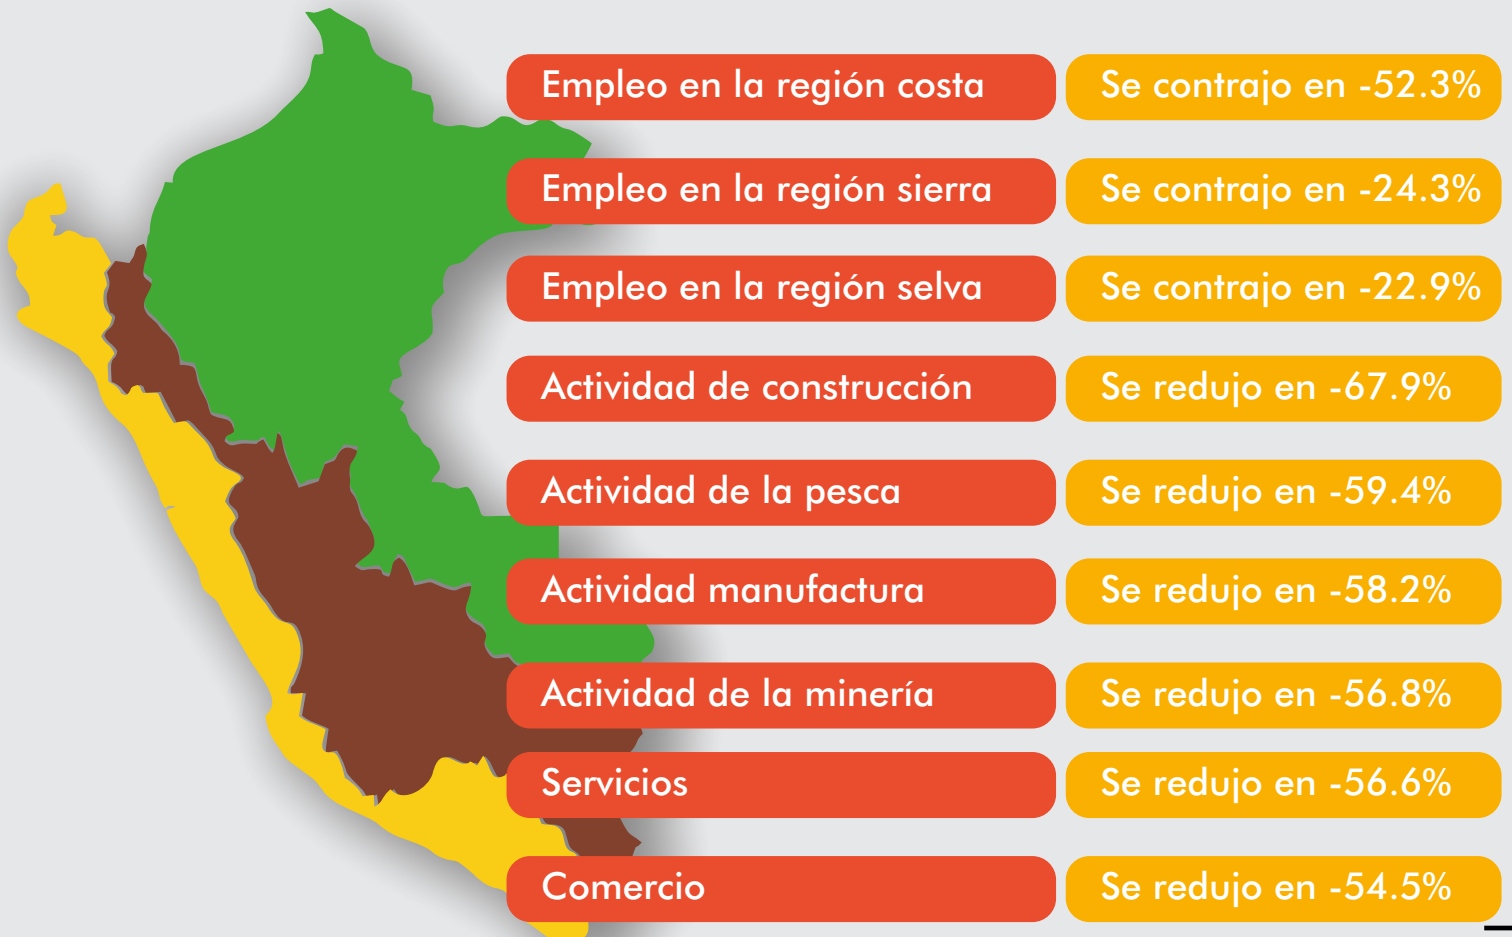 Empleo en la región costa Se contrajo en -52.3%
Empleo en la región sierra Se contrajo en -24.3%
Empleo en la región selva Se contrajo en -22.9%
Actividad de construcción Se redujo en -67.9%
Actividad de la pesca Se redujo en -59.4%
Actividad manufactura Se redujo en -58.2%
Actividad de la minería Se redujo en -56.8%
Servicios Se redujo en -56.6%
Comercio Se redujo en -54.5%